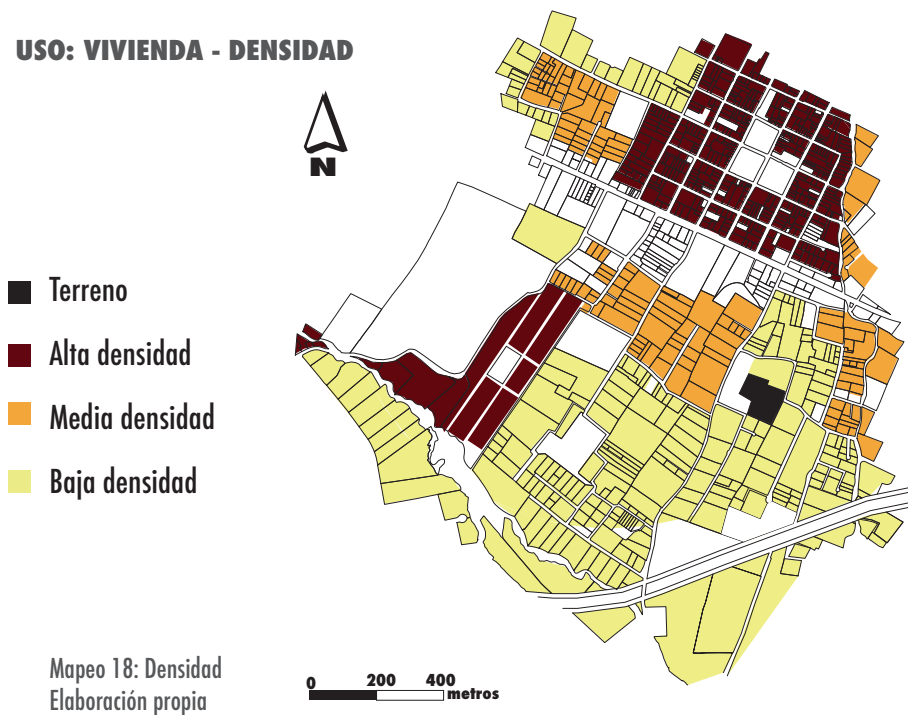 USO: VIVIENDA - DENSIDAD
N
Terreno
Alta densidad
Media densidad
Baja densidad
Mapeo 18: Densidad
Elaboración propia
0 200 400
metros